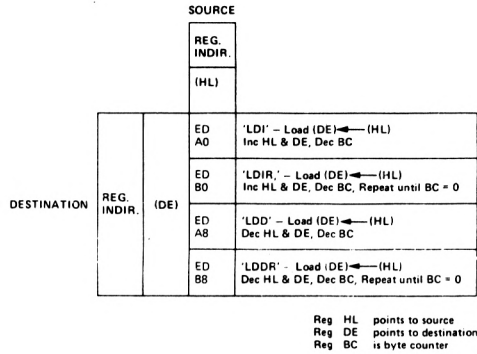 SOURCE
REG.
INDIR.
(HL)
DESTINATION
REG.
INDIR.
(DE)
ED
A0
'LDI' – Load (DE)◄—(HL)
Inc HL & DE, Dec BC
ED
B0
'LDIR,' – Load (DE)◄—(HL)
Inc HL & DE, Dec BC, Repeat until BC = 0
ED
A8
'LDD' – Load (DE)◄—(HL)
Dec HL & DE, Dec BC
ED
B8
'LDDR' – Load (DE)◄—(HL)
Dec HL & DE, Dec BC, Repeat until BC = 0
Reg HL points to source
Reg DE points to destination
Reg BC is byte counter